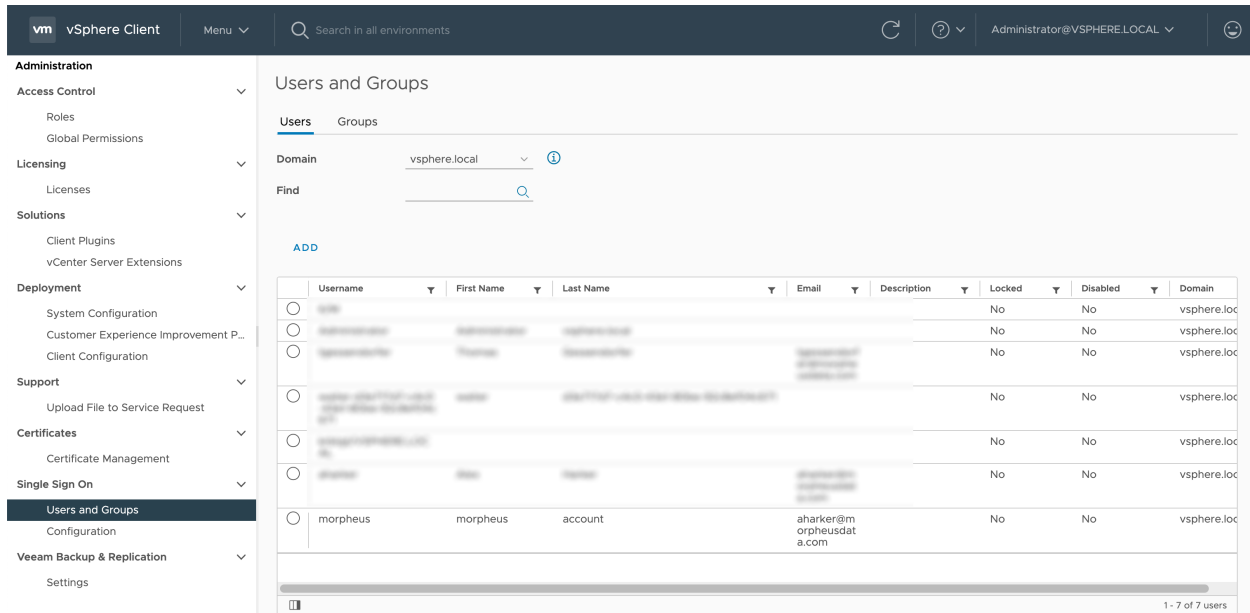 vm vSphere Client Menu Search in all environments Administrator@VSPHERE.LOCAL
Administration
Access Control
Roles
Global Permissions
Licensing
Licenses
Solutions
Client Plugins
vCenter Server Extensions
Deployment
System Configuration
Customer Experience Improvement P...
Client Configuration
Support
Upload File to Service Request
Certificates
Certificate Management
Single Sign On
Users and Groups
Configuration
Veeam Backup & Replication
Settings
Users and Groups
Users Groups
Domain vsphere.local
Find
ADD
Username First Name Last Name Email Description Locked Disabled Domain
No No vsphere.loc
No No vsphere.loc
No No vsphere.loc
No No vsphere.loc
No No vsphere.loc
No No vsphere.loc
morpheus morpheus account aharker@m No No vsphere.loc
orpheusdat
a.com
1 - 7 of 7 users